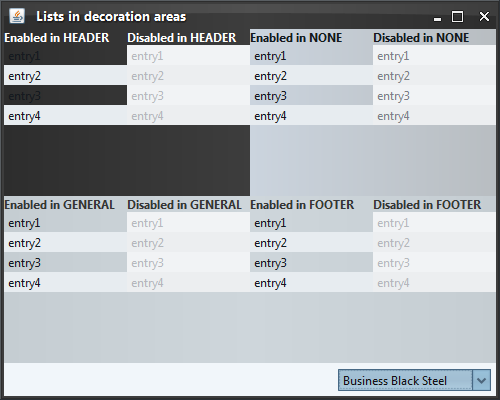 Lists in decoration areas
Enabled in HEADER Disabled in HEADER Enabled in NONE Disabled in NONE
entry1 entry1 entry1 entry1
entry2 entry2 entry2 entry2
entry3 entry3 entry3 entry3
entry4 entry4 entry4 entry4
Enabled in GENERAL Disabled in GENERAL Enabled in FOOTER Disabled in FOOTER
entry1 entry1 entry1 entry1
entry2 entry2 entry2 entry2
entry3 entry3 entry3 entry3
entry4 entry4 entry4 entry4
Business Black Steel